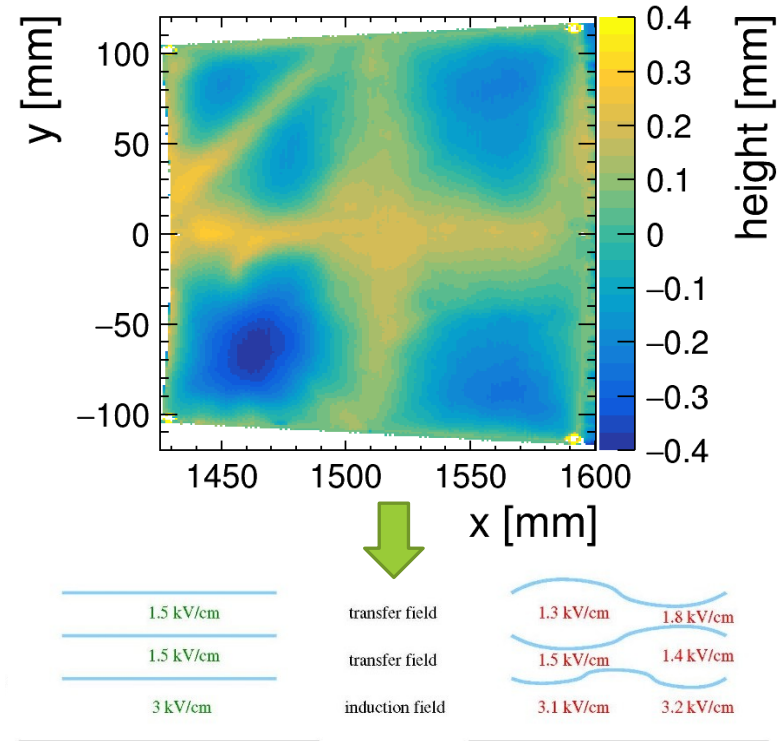 y [mm]
100
50
0
−50
−100
1450
1500
1550
1600
x [mm]
0.4
0.3
0.2
0.1
0
−0.1
−0.2
−0.3
−0.4
height [mm]
1.5 kV/cm
transfer field
1.3 kV/cm
1.8 kV/cm
1.5 kV/cm
transfer field
1.5 kV/cm
1.4 kV/cm
3 kV/cm
induction field
3.1 kV/cm
3.2 kV/cm